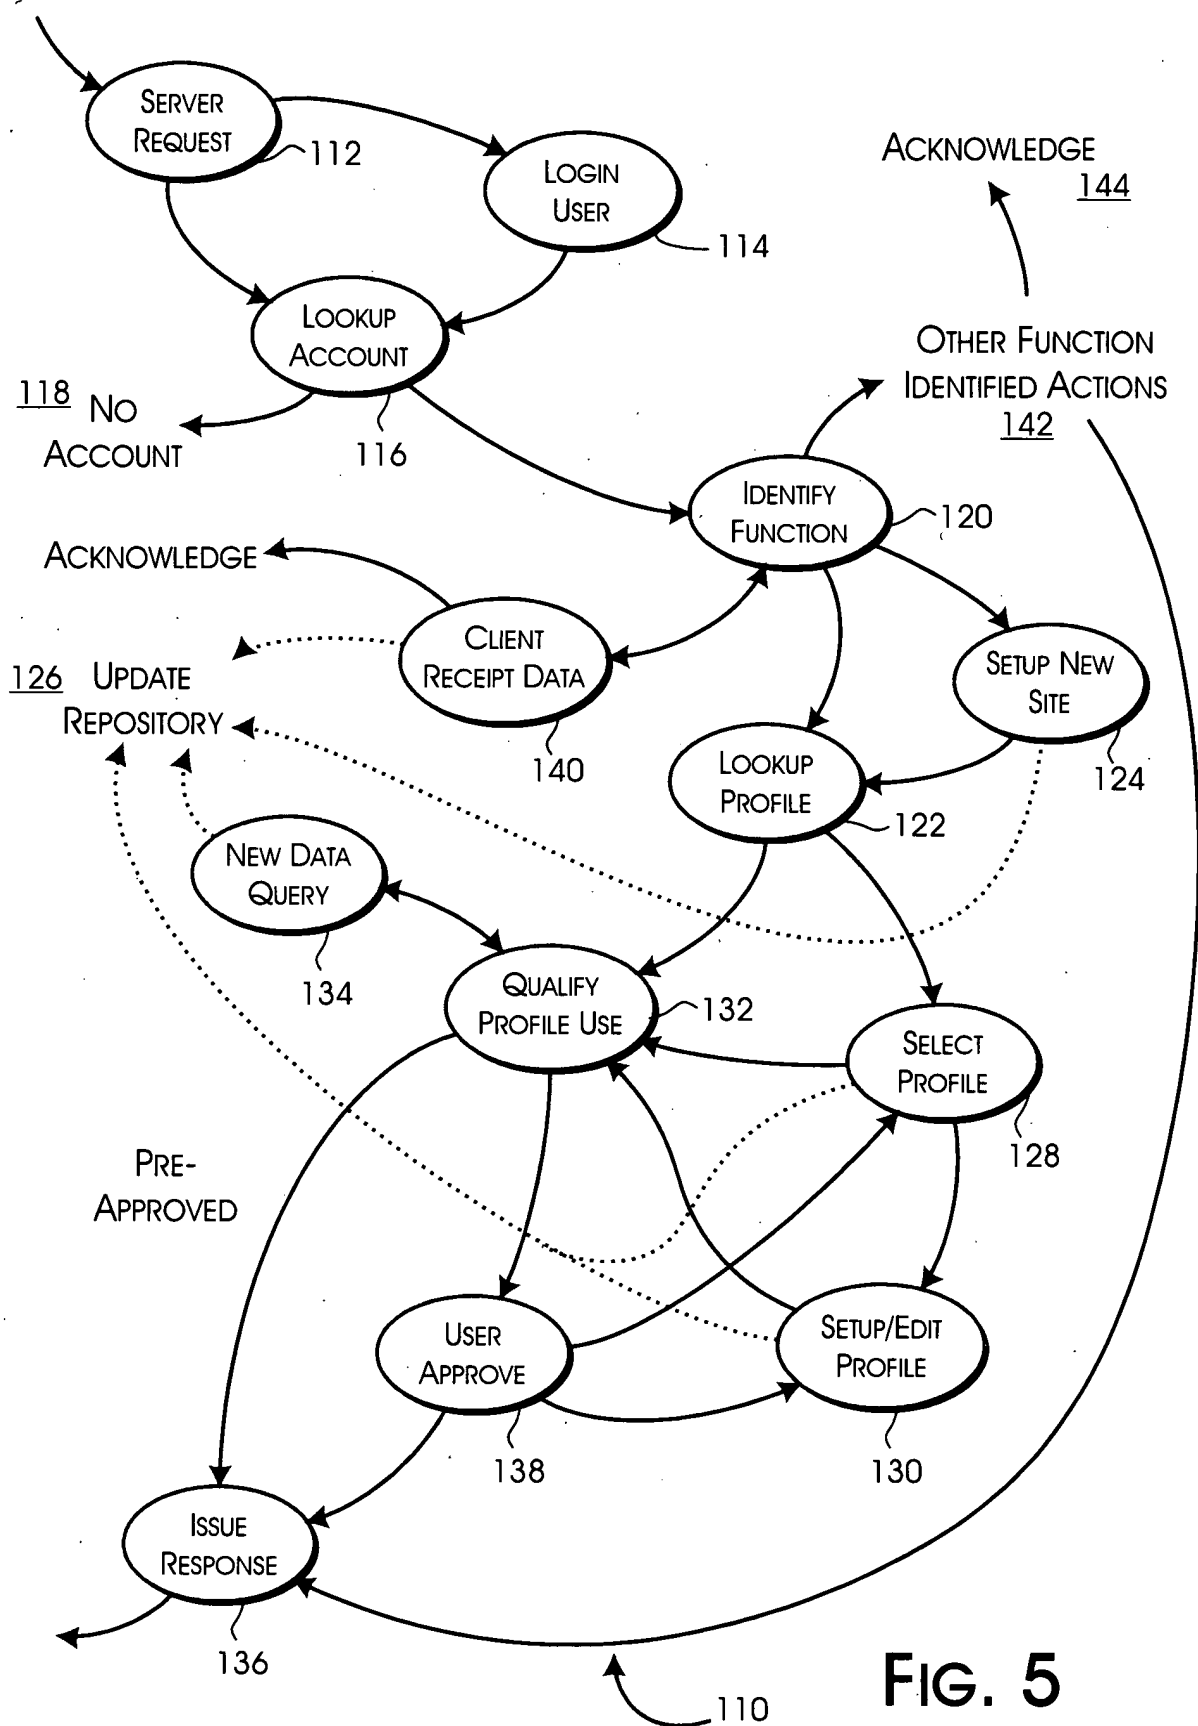 SERVER
REQUEST
112
LOGIN
USER
114
ACKNOWLEDGE
144
LOOKUP
ACCOUNT
116
118 NO
ACCOUNT
OTHER FUNCTION
IDENTIFIED ACTIONS
142
IDENTIFY
FUNCTION
120
ACKNOWLEDGE
CLIENT
RECEIPT DATA
140
126 UPDATE
REPOSITORY
SETUP NEW
SITE
124
LOOKUP
PROFILE
122
NEW DATA
QUERY
134
QUALIFY
PROFILE USE
132
SELECT
PROFILE
128
PRE-
APPROVED
USER
APPROVE
138
SETUP/EDIT
PROFILE
130
ISSUE
RESPONSE
136
110
FIG. 5